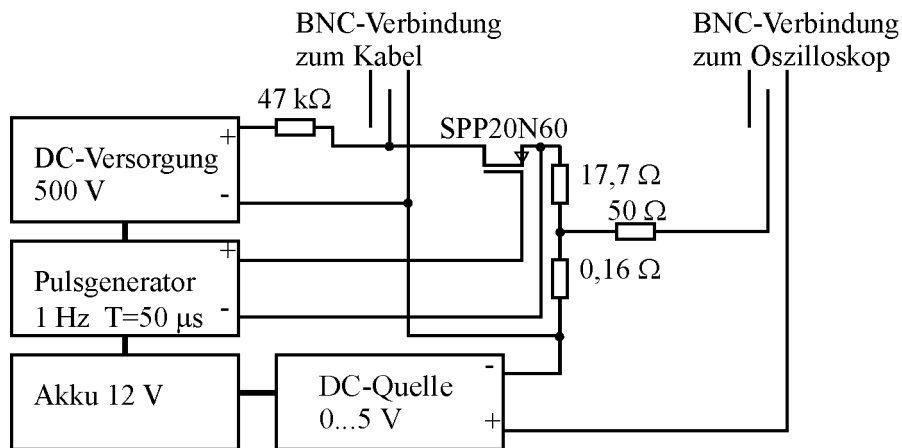 BNC-Verbindung
zum Kabel
BNC-Verbindung
zum Oszilloskop
47 kΩ
SPP20N60
DC-Versorgung
500 V
+
-
17,7 Ω
50 Ω
0,16 Ω
Pulsgenerator
1 Hz T=50 μs
+
-
Akku 12 V
DC-Quelle
0...5 V
-
+